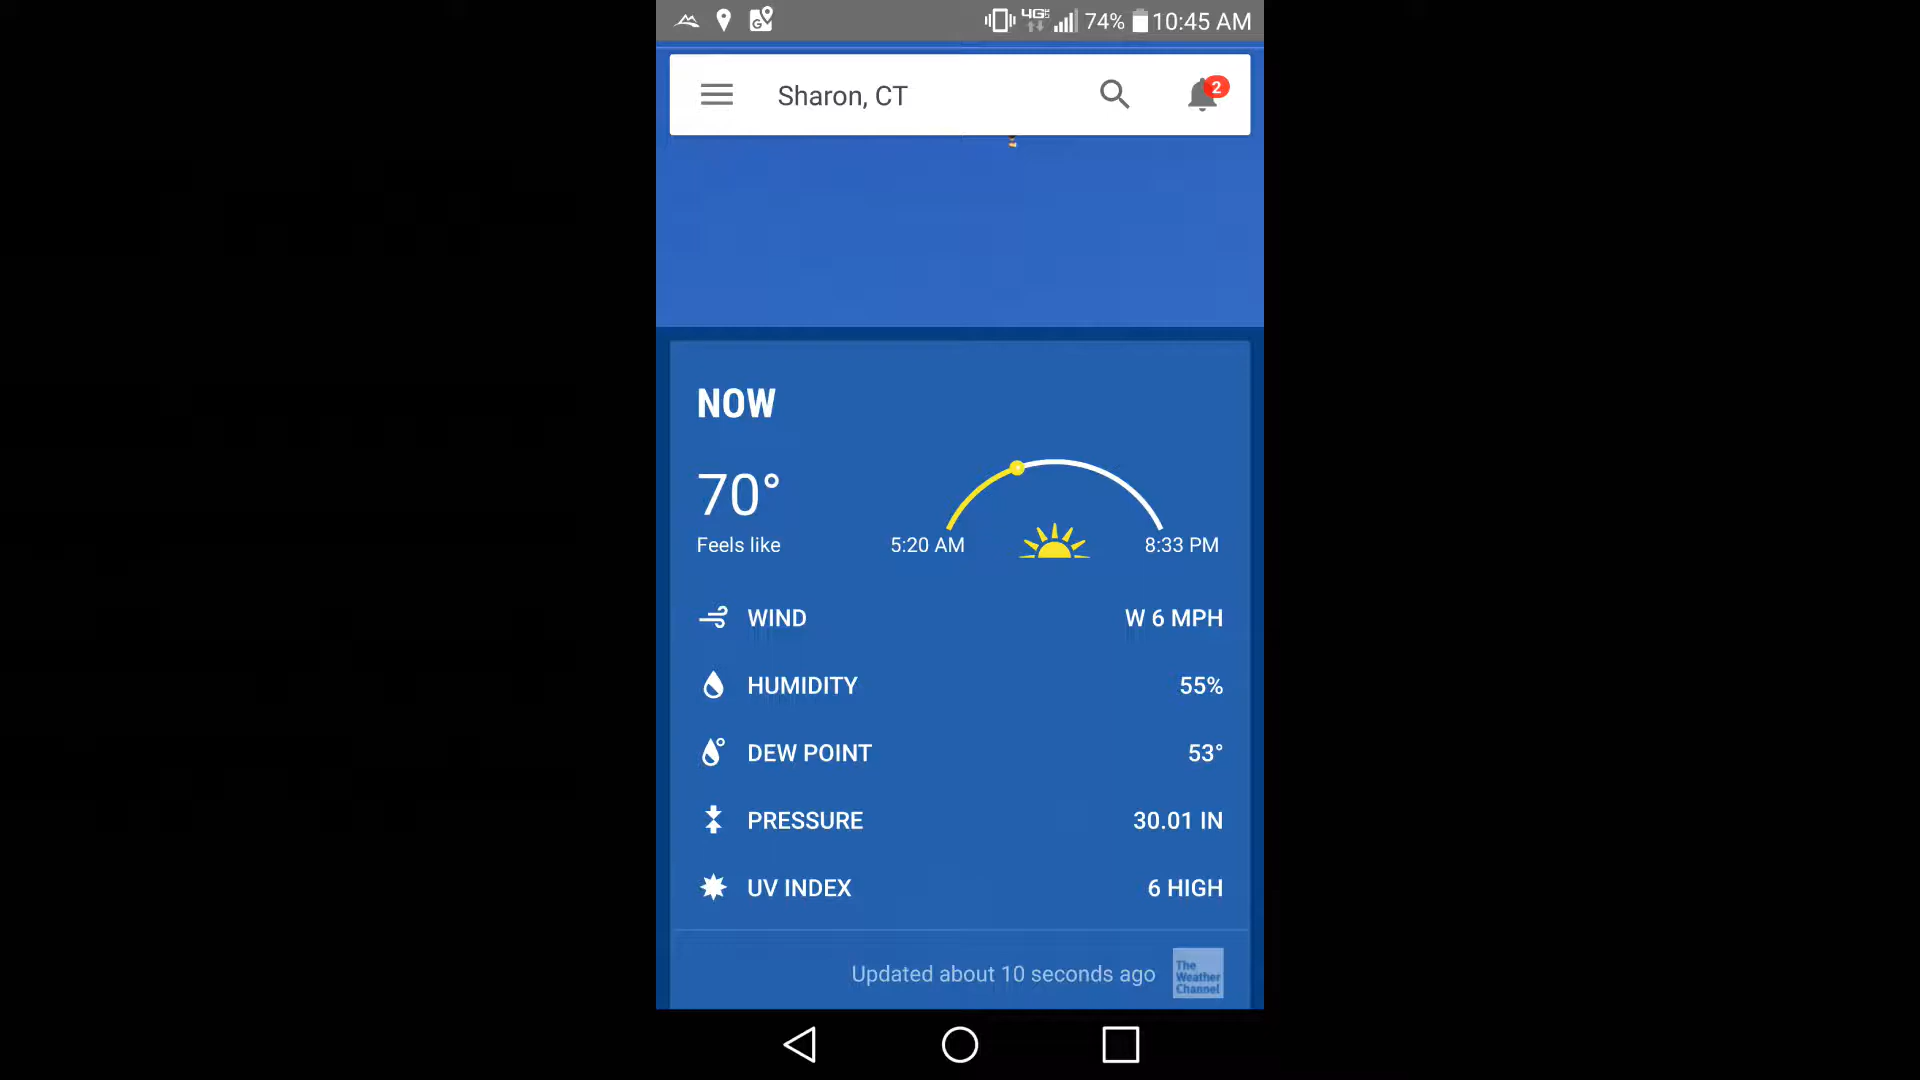 4G LTE 74% 10:45 AM
Sharon, CT
2
NOW
70°
Feels like
5:20 AM
8:33 PM
WIND W 6 MPH
HUMIDITY 55%
DEW POINT 53°
PRESSURE 30.01 IN
UV INDEX 6 HIGH
Updated about 10 seconds ago
The
Weather
Channel